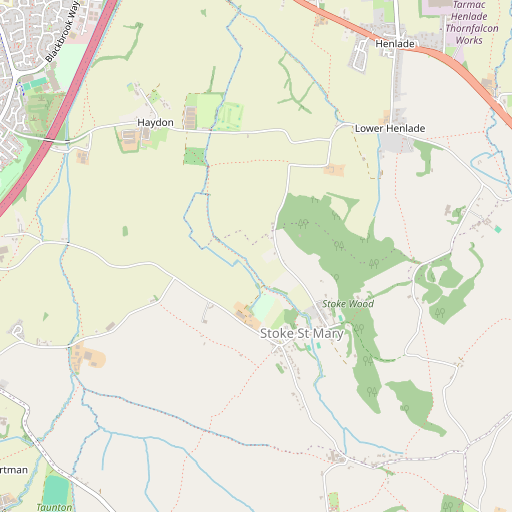 Blackbrook Way
Tarmac
Henlade
Thornfalcon
Works
Henlade
Haydon
Lower Henlade
Stoke Wood
Stoke St Mary
rtman
Taunton